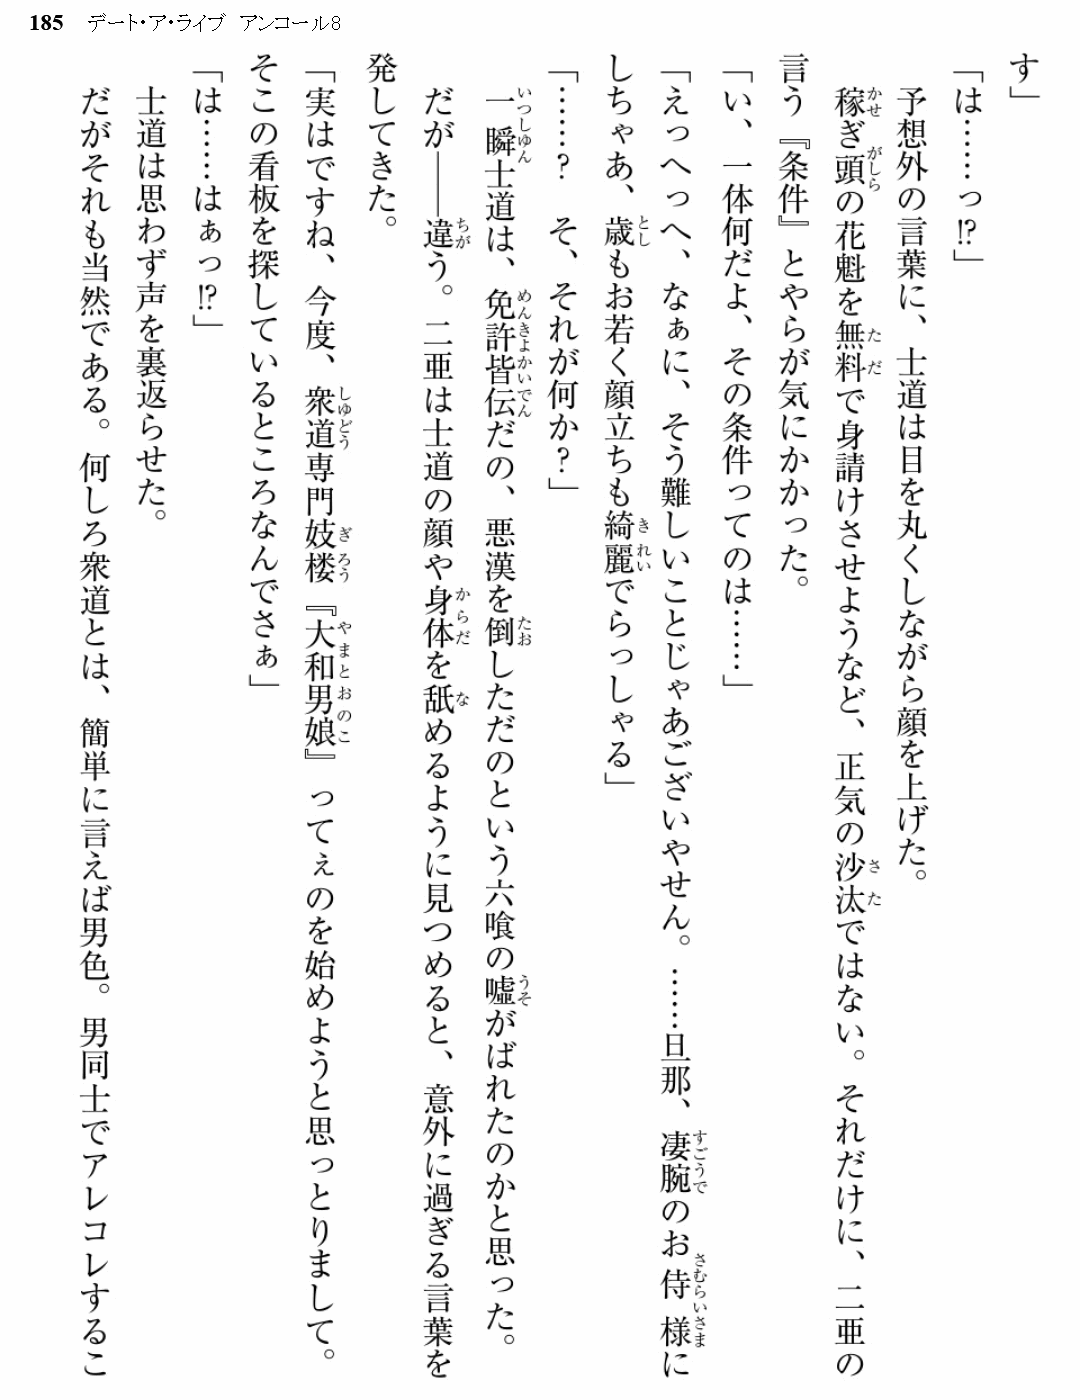 185 デート・ア・ライブ アンコール8
す」
「は……っ!?」
予想外の言葉に、士道は目を丸くしながら顔を上げた。
稼ぎ頭の花魁を無料で身請けさせようなど、正気の沙汰ではない。それだけに、二亜の
言う『条件』とやらが気にかかった。
「い、一体何だよ、その条件ってのは……」
「えっへっへ、なぁに、そう難しいことじゃあございやせん。……旦那、凄腕のお侍様に
しちゃあ、歳もお若く顔立ちも綺麗でらっしゃる」
「……? そ、それが何か?」
一瞬士道は、免許皆伝だの、悪漢を倒しただのという六喰の嘘がばれたのかと思った。
だが――違う。二亜は士道の顔や身体を舐めるように見つめると、意外に過ぎる言葉を
発してきた。
「実はですね、今度、衆道専門妓楼『大和男娘』ってぇのを始めようと思っとりまして。
そこの看板を探しているところなんでさぁ」
「は……はぁっ!?」
士道は思わず声を裏返らせた。
だがそれも当然である。何しろ衆道とは、簡単に言えば男色。男同士でアレコレするこ